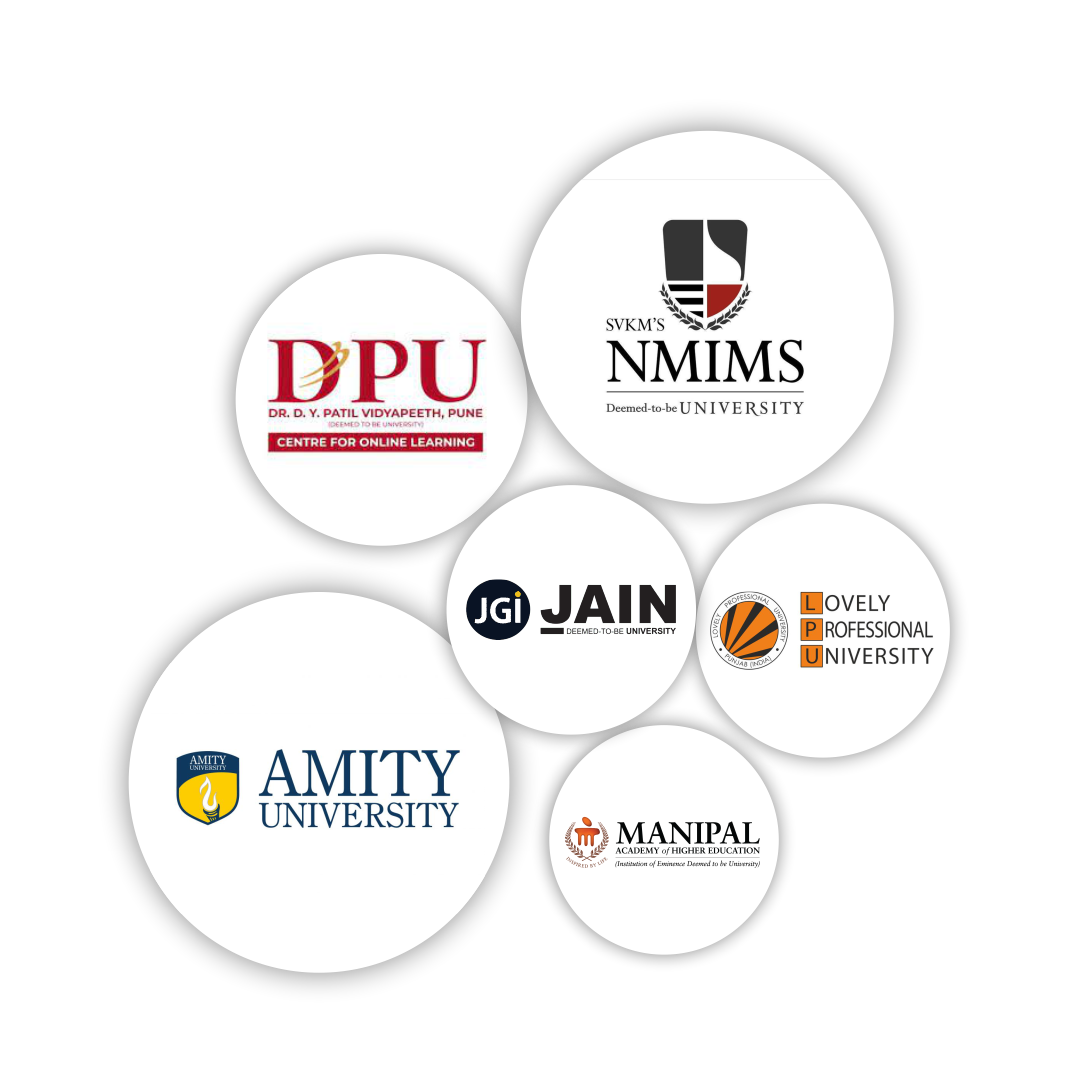 SVKM'S
NMIMS
Deemed-to-be UNIVERSITY
DPU
DR. D. Y. PATIL VIDYAPEETH, PUNE
(DEEMED TO BE UNIVERSITY)
CENTRE FOR ONLINE LEARNING
JGi
JAIN
DEEMED-TO-BE UNIVERSITY
LOVELY PROFESSIONAL UNIVERSITY
PUNJAB (INDIA)
LOVELY
PROFESSIONAL
UNIVERSITY
AMITY
UNIVERSITY
AMITY
UNIVERSITY
INSPIRED BY LIFE
MANIPAL
ACADEMY of HIGHER EDUCATION
(Institution of Eminence Deemed to be University)